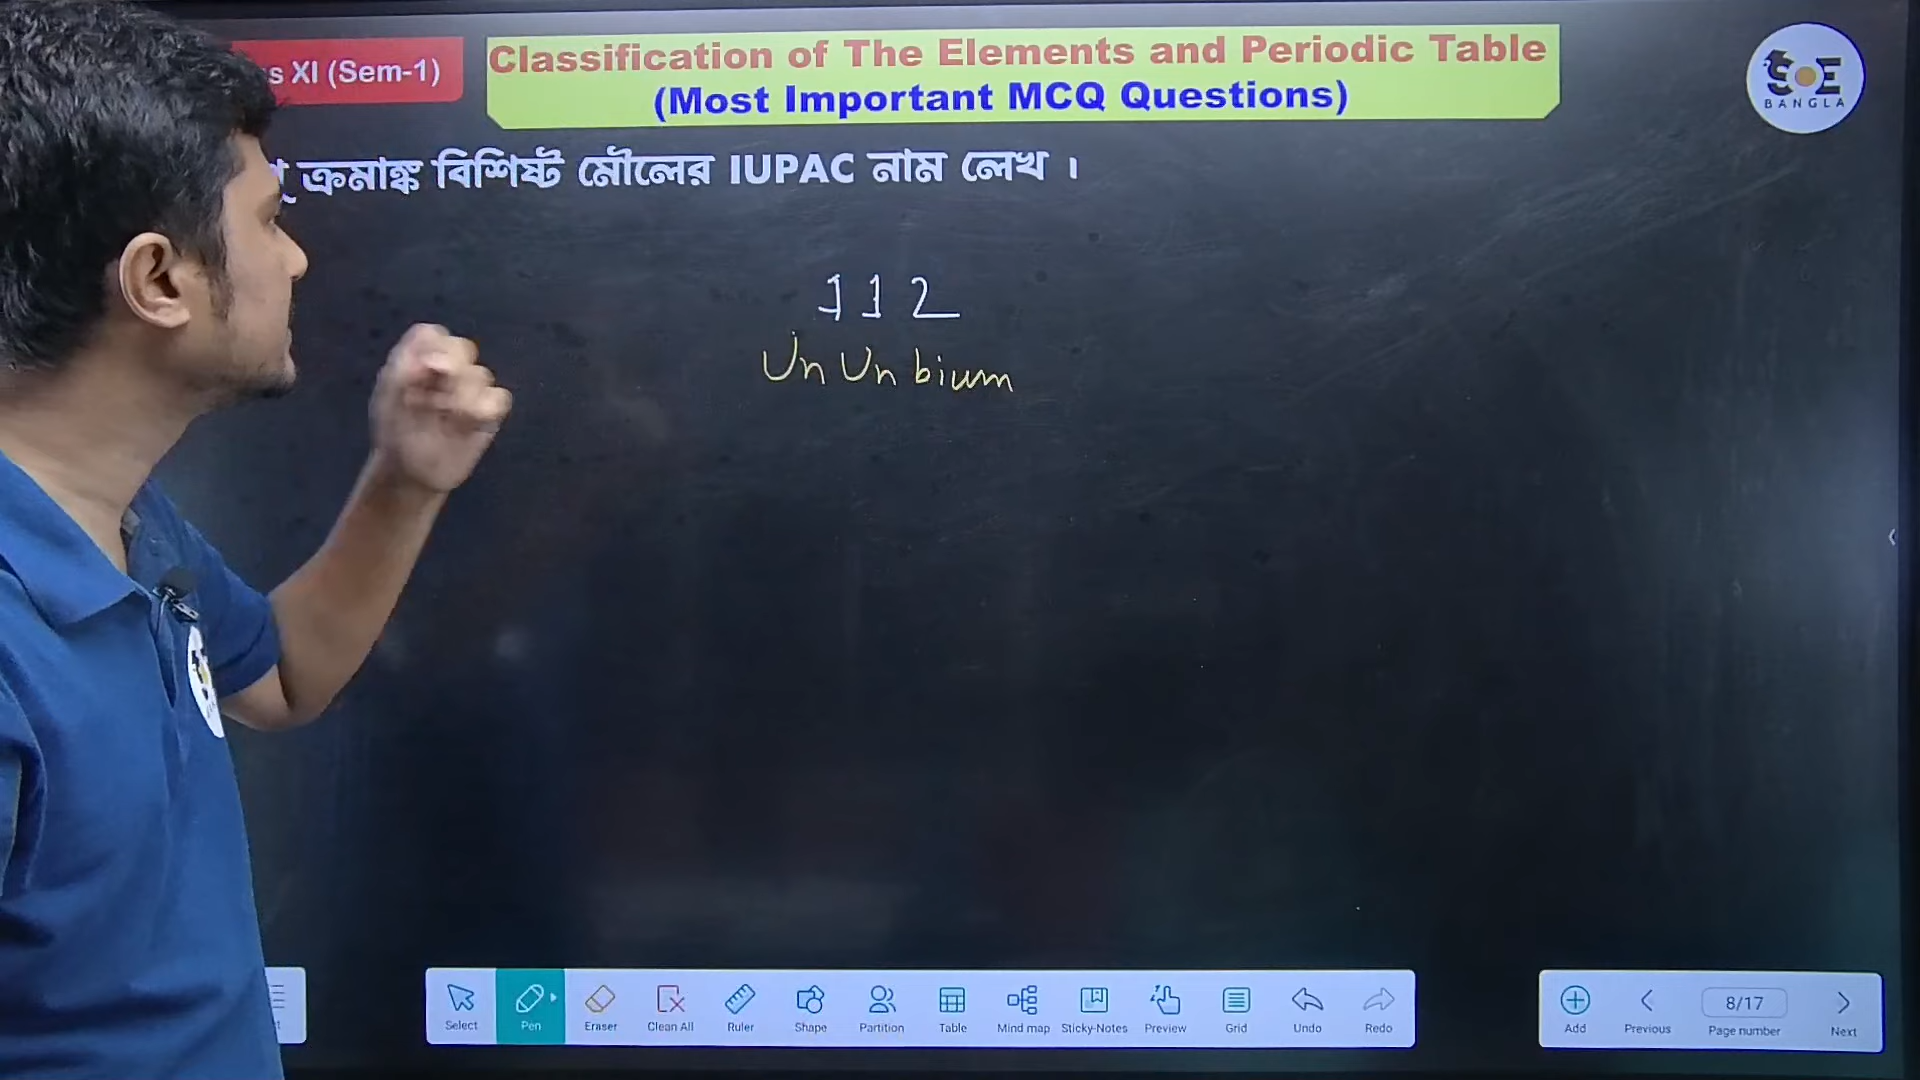 XI (Sem-1)
Classification of The Elements and Periodic Table
(Most Important MCQ Questions)
SOE
BANGLA
ক্রমাঙ্ক বিশিষ্ট মৌলের IUPAC নাম লেখ ।
112
Un Un bium
Select Pen Eraser Clean All Ruler Shape Partition Table Mind map Sticky-Notes Preview Grid Undo Redo
Add Previous 8/17 Page number Next